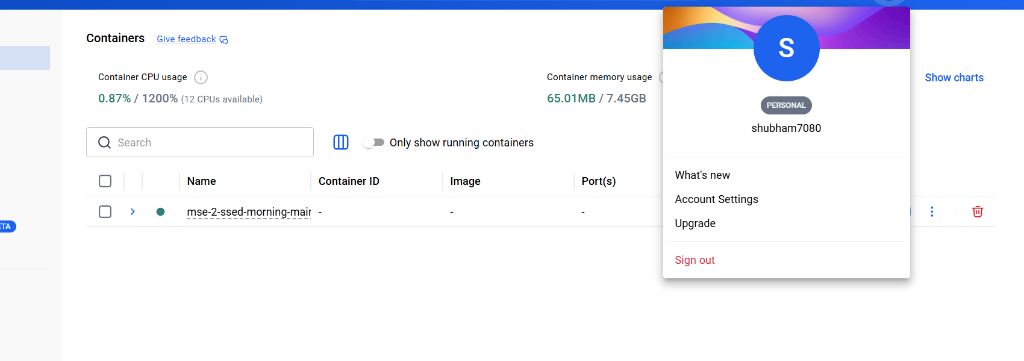 Containers Give feedback
S
Container CPU usage
Container memory usage
Show charts
0.87% / 1200% (12 CPUs available)
65.01MB / 7.45GB
PERSONAL
shubham7080
Search
Only show running containers
What's new
Name Container ID Image Port(s)
Account Settings
mse-2-ssed-morning-mair - - -
Upgrade
ETA
Sign out